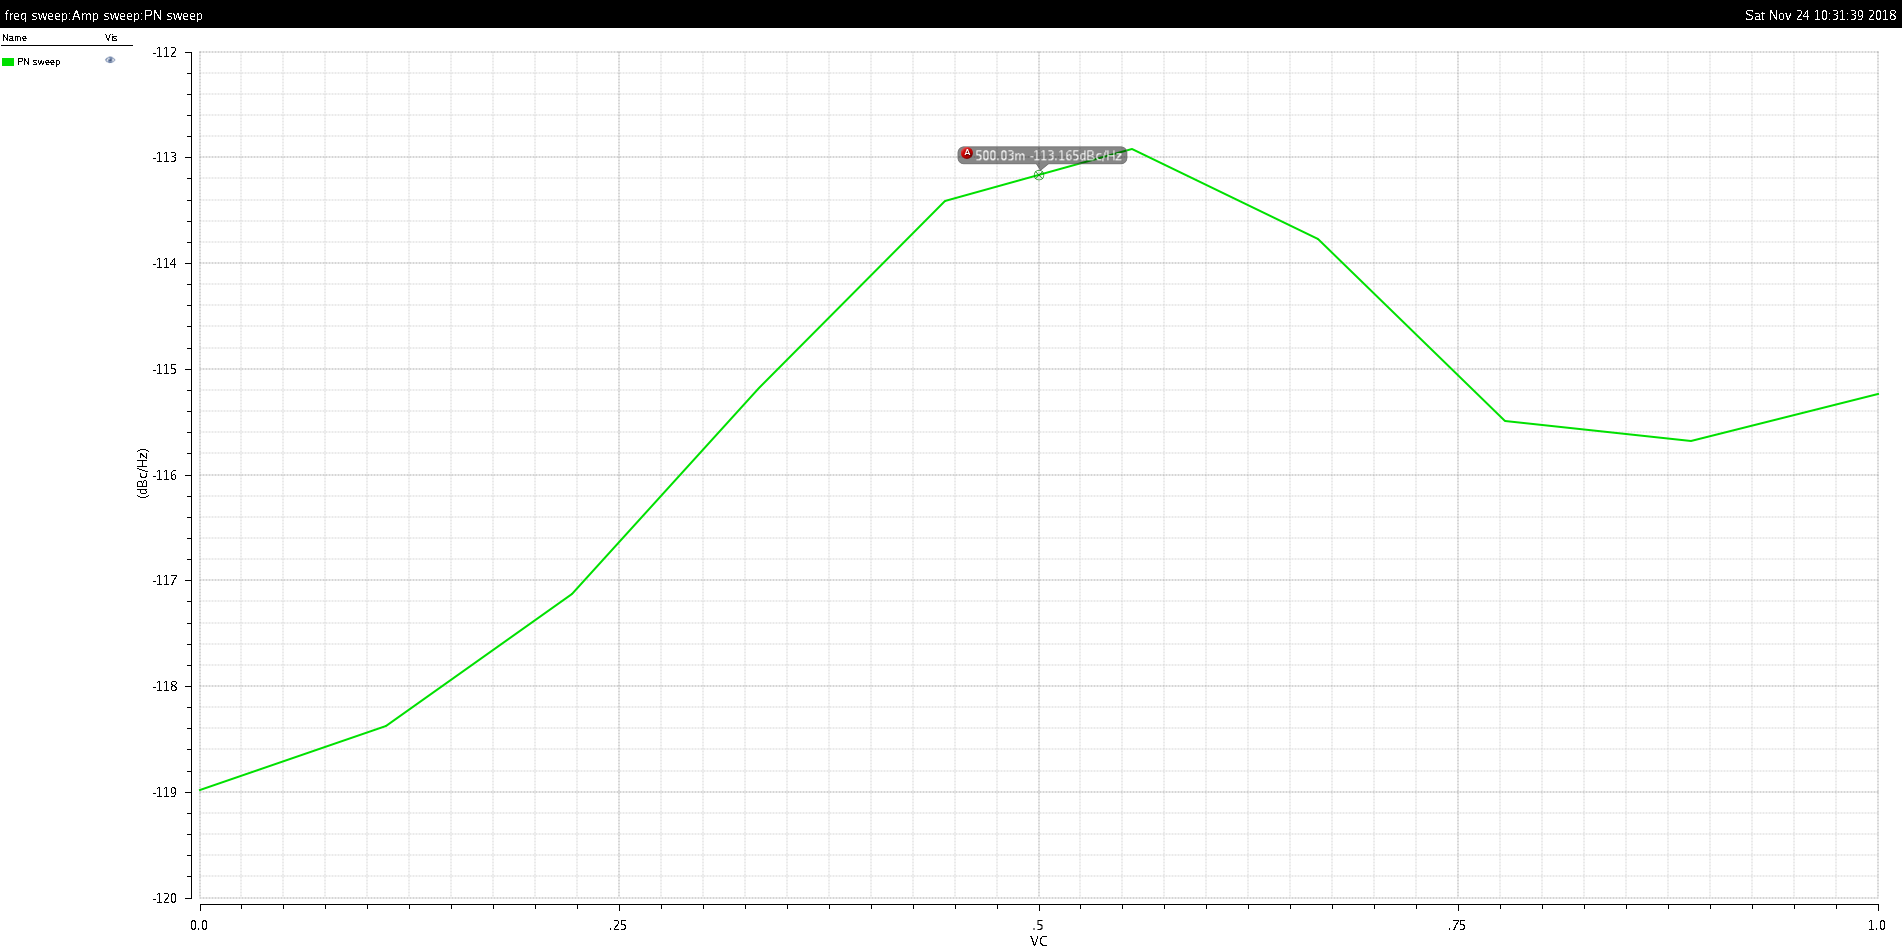 freq sweep:Amp sweep:PN sweep
Sat Nov 24 10:31:39 2018
Name Vis
PN sweep
-112
-113
-114
-115
-116
-117
-118
-119
-120
(dBc/Hz)
A 500.03m -113.165dBc/Hz
0.0 .25 .5 .75 1.0
VC